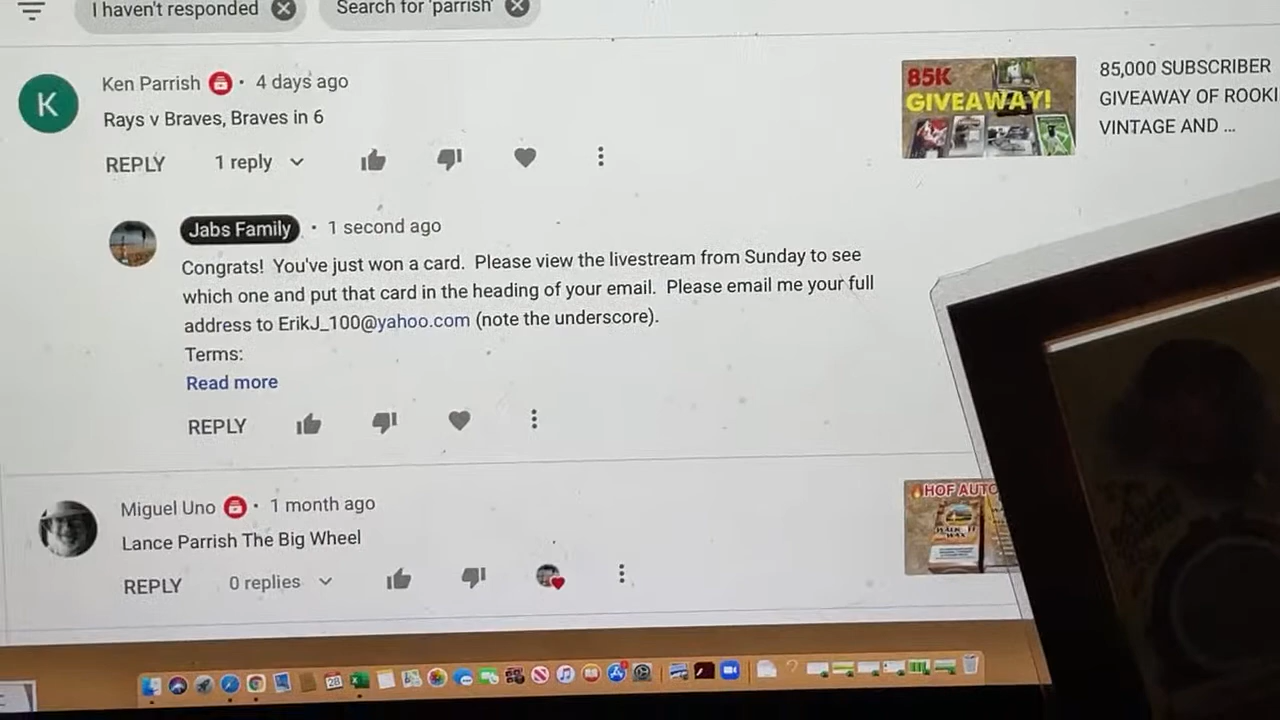 I haven't responded
Search for 'parrish'
K
Ken Parrish · 4 days ago
Rays v Braves, Braves in 6
REPLY 1 reply
85K
GIVEAWAY!
85,000 SUBSCRIBER
GIVEAWAY OF ROOKI
VINTAGE AND ...
Jabs Family · 1 second ago
Congrats! You've just won a card. Please view the livestream from Sunday to see
which one and put that card in the heading of your email. Please email me your full
address to ErikJ_100@yahoo.com (note the underscore).
Terms:
Read more
REPLY
Miguel Uno · 1 month ago
Lance Parrish The Big Wheel
REPLY 0 replies
HOF AUTO
28